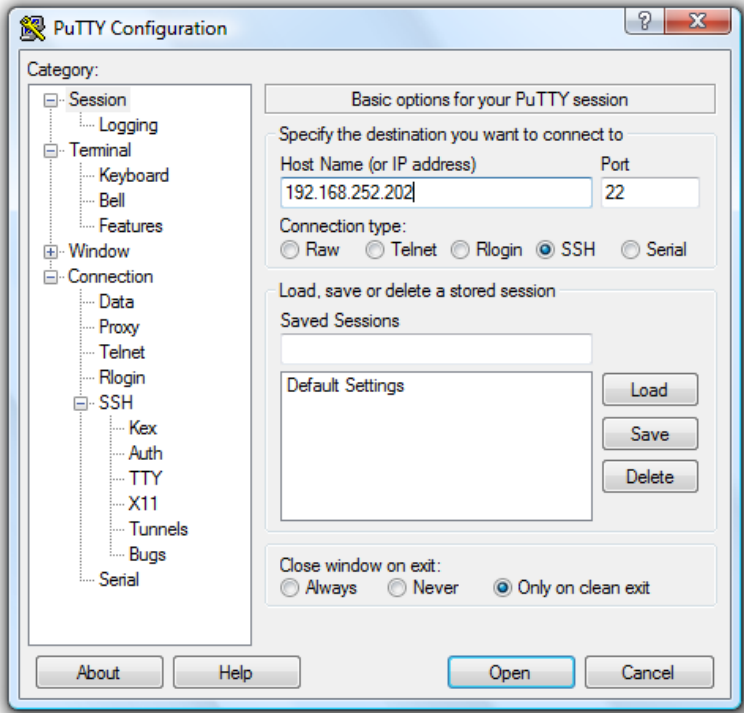 PuTTY Configuration
Category:
Session
Logging
Terminal
Keyboard
Bell
Features
Window
Connection
Data
Proxy
Telnet
Rlogin
SSH
Kex
Auth
TTY
X11
Tunnels
Bugs
Serial
Basic options for your PuTTY session
Specify the destination you want to connect to
Host Name (or IP address) Port
192.168.252.202 22
Connection type:
Raw Telnet Rlogin SSH Serial
Load, save or delete a stored session
Saved Sessions
Default Settings
Load
Save
Delete
Close window on exit:
Always Never Only on clean exit
About Help Open Cancel